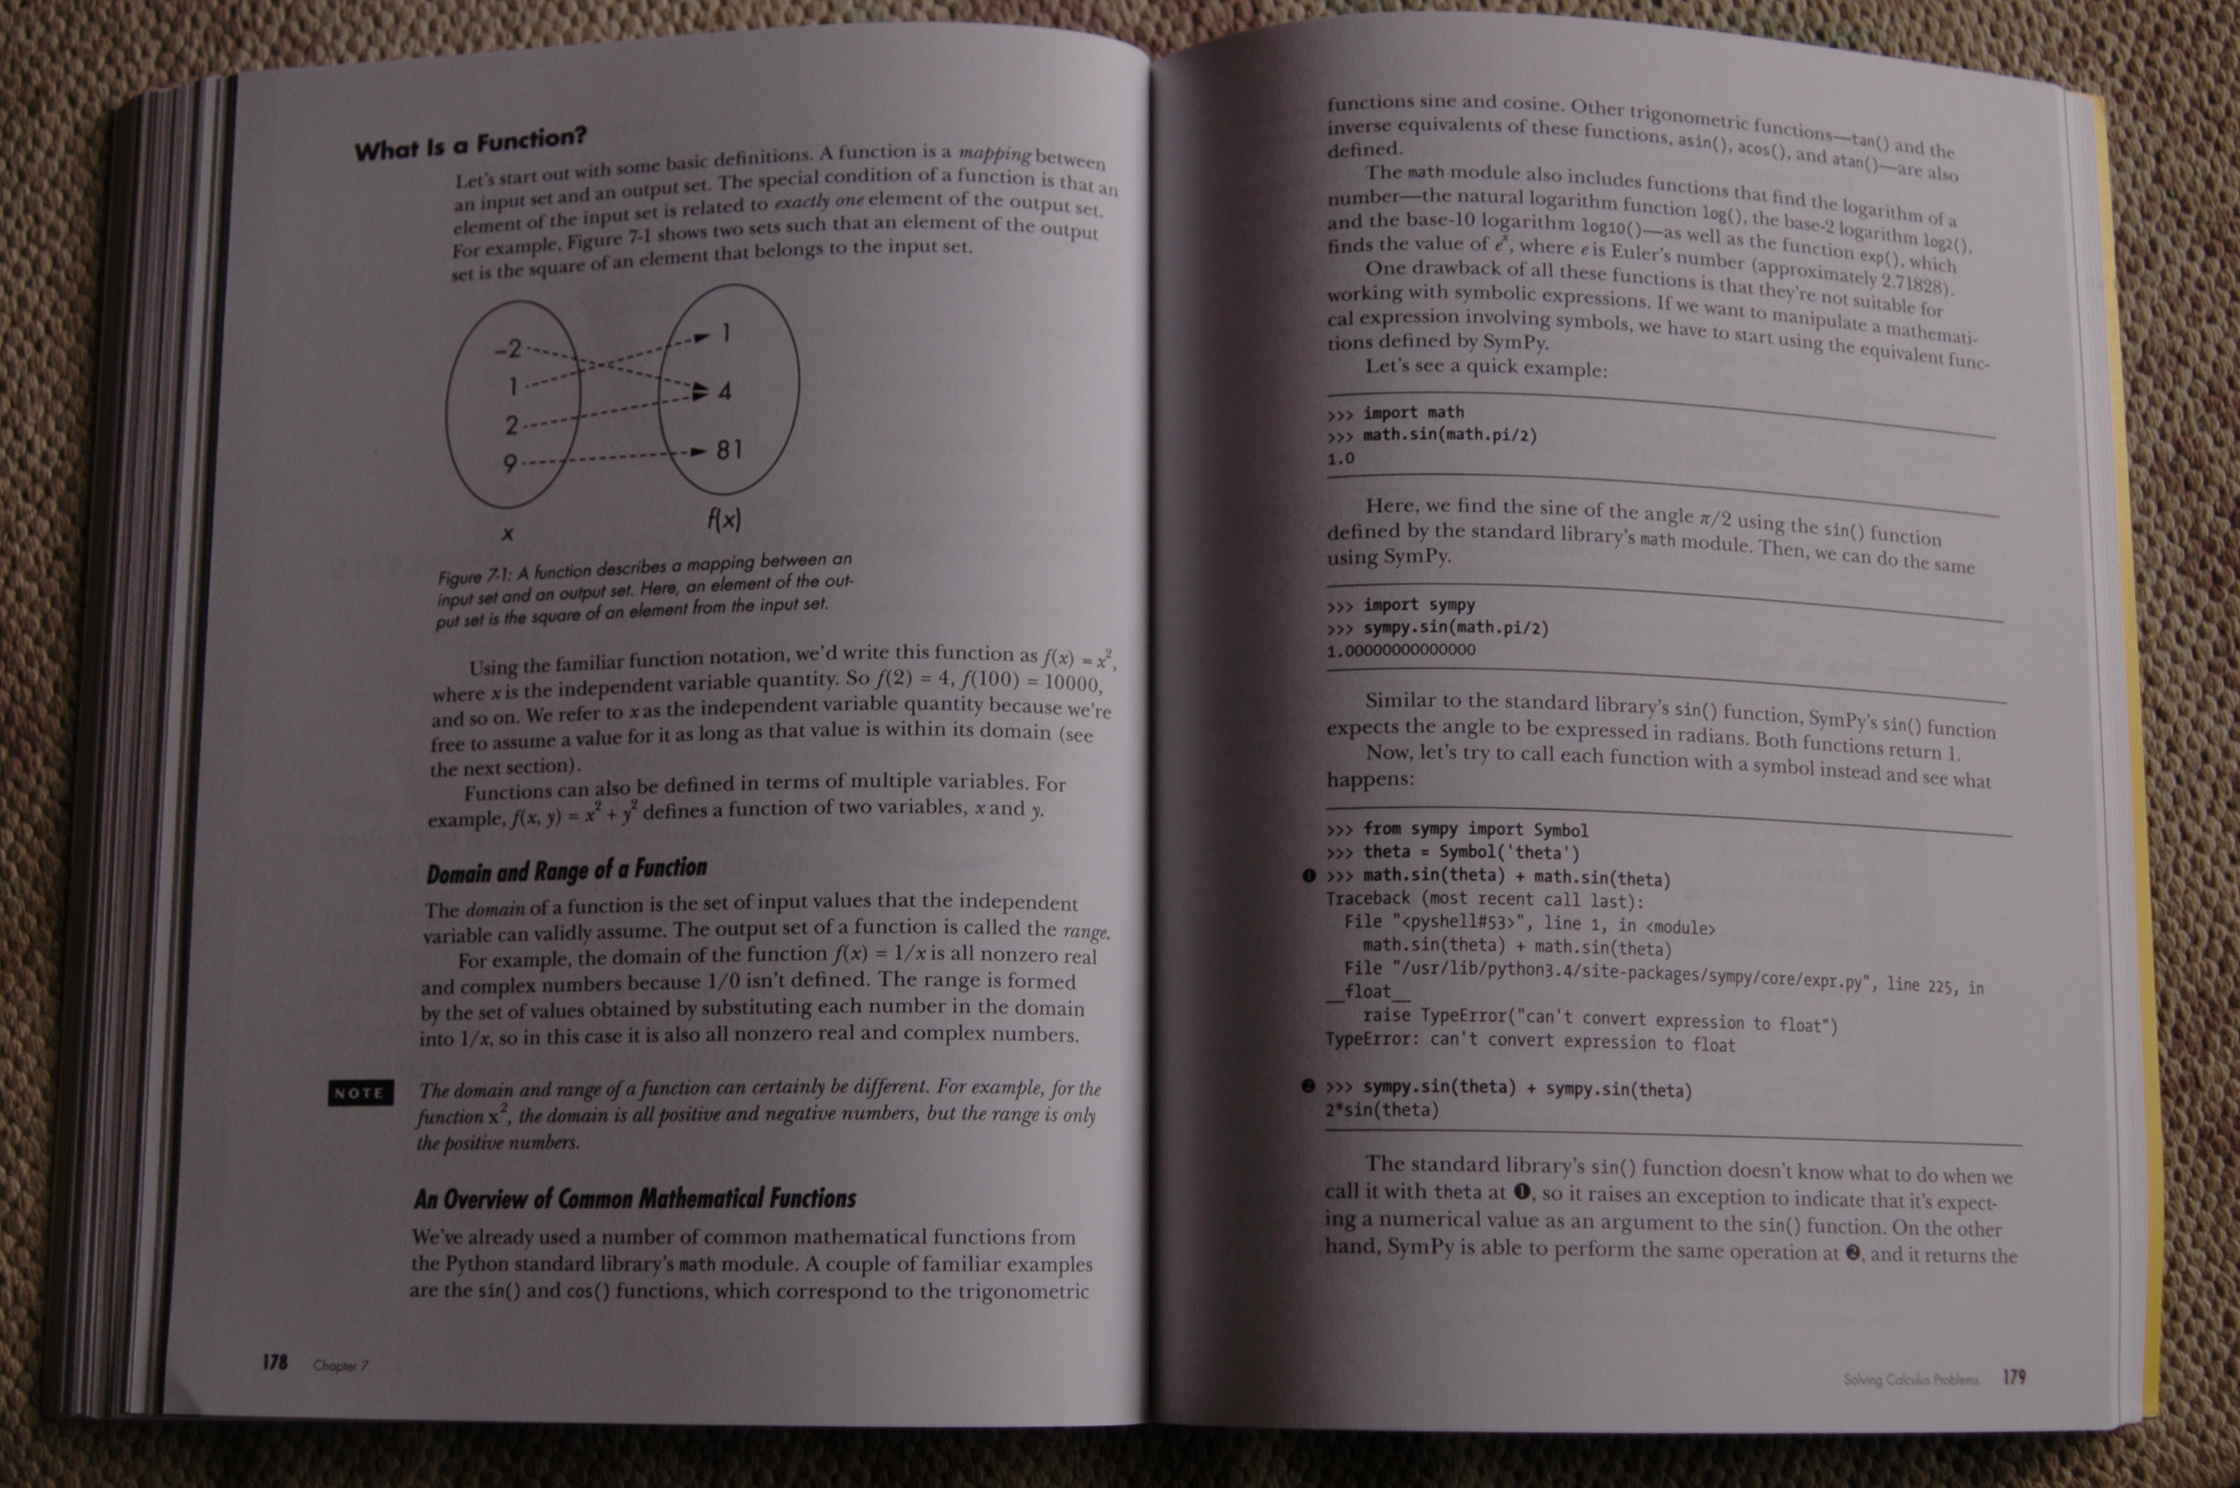 What Is a Function?
Let's start out with some basic definitions. A function is a mapping between
an input set and an output set. The special condition of a function is that an
element of the input set is related to exactly one element of the output set.
For example, Figure 7-1 shows two sets such that an element of the output
set is the square of an element that belongs to the input set.
-2
1
2
9
1
4
81
x
f(x)
Figure 7-1: A function describes a mapping between an
input set and an output set. Here, an element of the out-
put set is the square of an element from the input set.
Using the familiar function notation, we'd write this function as f(x) = x²,
where x is the independent variable quantity. So f(2) = 4, f(100) = 10000,
and so on. We refer to x as the independent variable quantity because we're
free to assume a value for it as long as that value is within its domain (see
the next section).
Functions can also be defined in terms of multiple variables. For
example, f(x, y) = x² + y² defines a function of two variables, x and y.
Domain and Range of a Function
The domain of a function is the set of input values that the independent
variable can validly assume. The output set of a function is called the range.
For example, the domain of the function f(x) = 1/x is all nonzero real
and complex numbers because 1/0 isn't defined. The range is formed
by the set of values obtained by substituting each number in the domain
into 1/x, so in this case it is also all nonzero real and complex numbers.
NOTE
The domain and range of a function can certainly be different. For example, for the
function x², the domain is all positive and negative numbers, but the range is only
the positive numbers.
An Overview of Common Mathematical Functions
We've already used a number of common mathematical functions from
the Python standard library's math module. A couple of familiar examples
are the sin() and cos() functions, which correspond to the trigonometric
178 Chapter 7
functions sine and cosine. Other trigonometric functions—tan() and the
inverse equivalents of these functions, asin(), acos(), and atan()—are also
defined.
The math module also includes functions that find the logarithm of a
number—the natural logarithm function log(), the base-2 logarithm log2(),
and the base-10 logarithm log10()—as well as the function exp(), which
finds the value of eˣ, where e is Euler's number (approximately 2.71828).
One drawback of all these functions is that they're not suitable for
working with symbolic expressions. If we want to manipulate a mathemati-
cal expression involving symbols, we have to start using the equivalent func-
tions defined by SymPy.
Let's see a quick example:
>>> import math
>>> math.sin(math.pi/2)
1.0
Here, we find the sine of the angle π/2 using the sin() function
defined by the standard library's math module. Then, we can do the same
using SymPy.
>>> import sympy
>>> sympy.sin(math.pi/2)
1.00000000000000
Similar to the standard library's sin() function, SymPy's sin() function
expects the angle to be expressed in radians. Both functions return 1.
Now, let's try to call each function with a symbol instead and see what
happens:
>>> from sympy import Symbol
>>> theta = Symbol('theta')
❶ >>> math.sin(theta) + math.sin(theta)
Traceback (most recent call last):
File "<pyshell#53>", line 1, in <module>
math.sin(theta) + math.sin(theta)
File "/usr/lib/python3.4/site-packages/sympy/core/expr.py", line 225, in
__float__
raise TypeError("can't convert expression to float")
TypeError: can't convert expression to float
❷ >>> sympy.sin(theta) + sympy.sin(theta)
2*sin(theta)
The standard library's sin() function doesn't know what to do when we
call it with theta at ❶, so it raises an exception to indicate that it's expect-
ing a numerical value as an argument to the sin() function. On the other
hand, SymPy is able to perform the same operation at ❷, and it returns the
Solving Calculus Problems 179